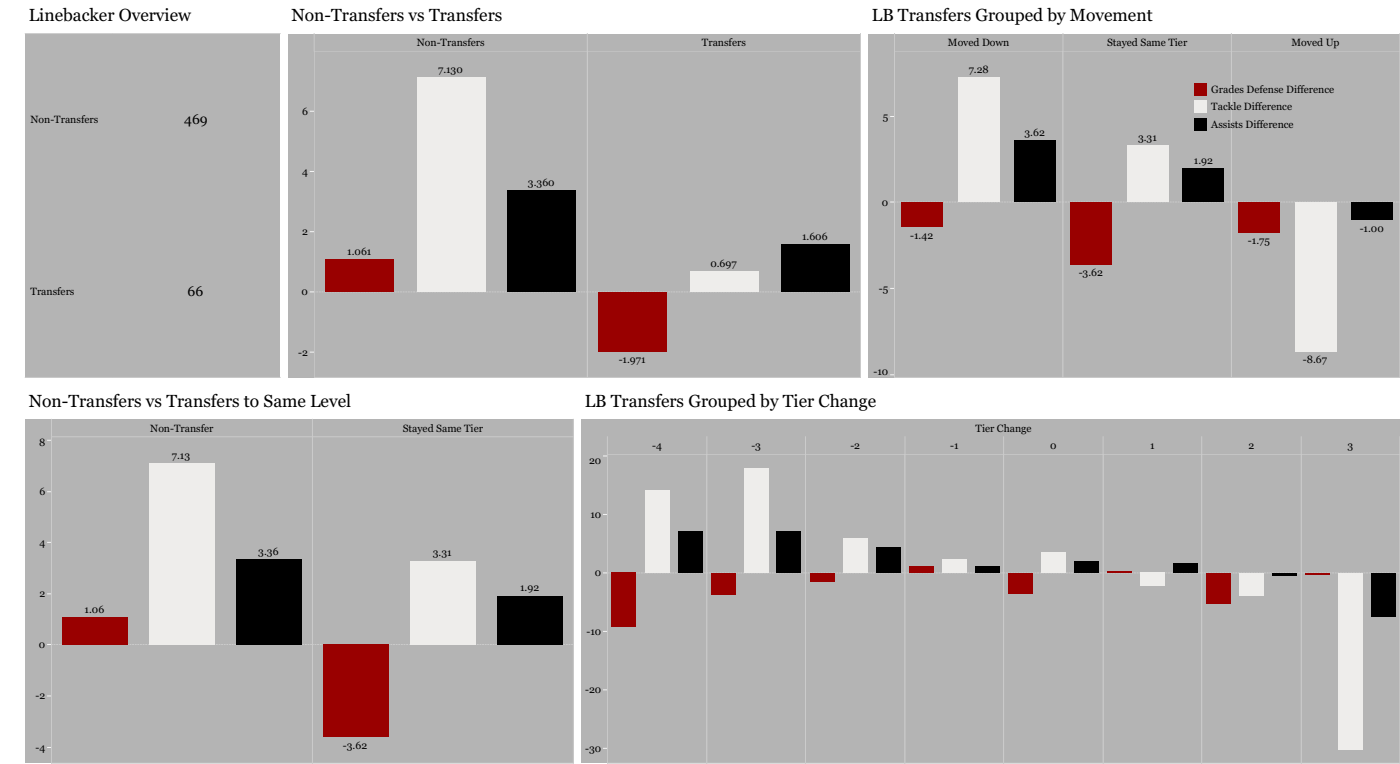 Linebacker Overview
Non-Transfers 469
Transfers 66
Non-Transfers vs Transfers
Non-Transfers Transfers
6
4
2
0
-2
1.061
7.130
3.360
-1.971
0.697
1.606
LB Transfers Grouped by Movement
Moved Down Stayed Same Tier Moved Up
Grades Defense Difference
Tackle Difference
Assists Difference
5
0
-5
-10
-1.42
7.28
3.62
-3.62
3.31
1.92
-1.75
-8.67
-1.00
Non-Transfers vs Transfers to Same Level
Non-Transfer Stayed Same Tier
8
6
4
2
0
-2
-4
1.06
7.13
3.36
-3.62
3.31
1.92
LB Transfers Grouped by Tier Change
Tier Change
-4 -3 -2 -1 0 1 2 3
20
10
0
-10
-20
-30